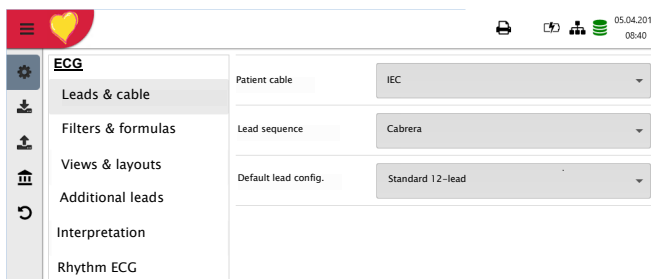 05.04.201
08:40
ECG
Leads & cable
Filters & formulas
Views & layouts
Additional leads
Interpretation
Rhythm ECG
Patient cable
IEC
Lead sequence
Cabrera
Default lead config.
Standard 12-lead